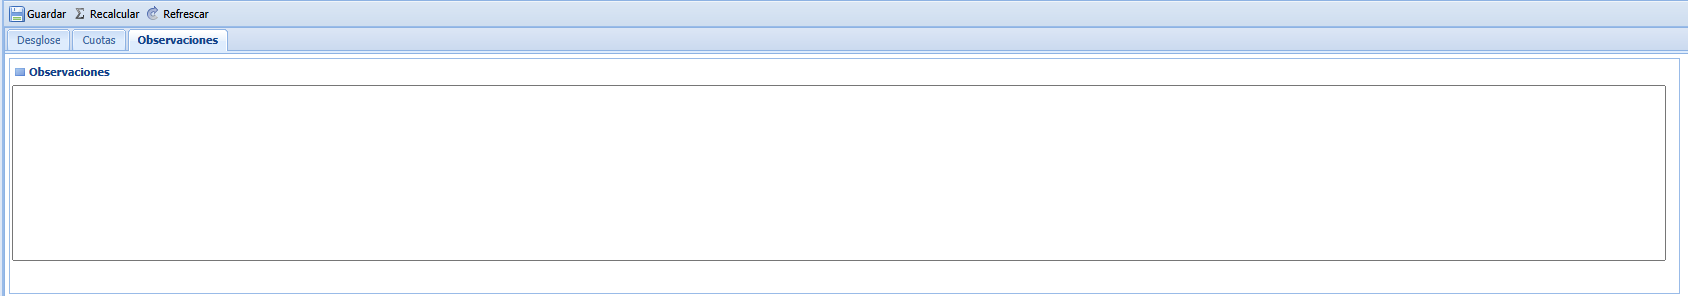 Guardar Recalcular Refrescar
Desglose Cuotas Observaciones
Observaciones